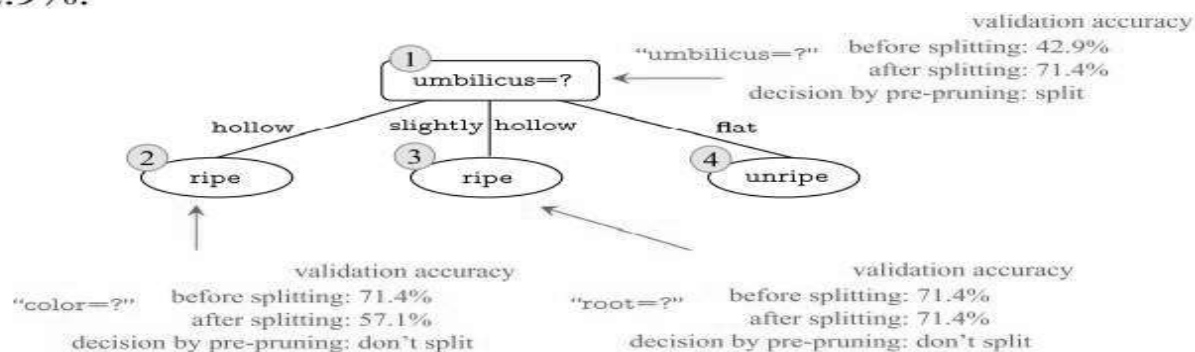 validation accuracy
"umbilicus=?" before splitting: 42.9%
after splitting: 71.4%
decision by pre-pruning: split
1
umbilicus=?
hollow slightly hollow flat
2 3 4
ripe ripe unripe
validation accuracy
"color=?" before splitting: 71.4%
after splitting: 57.1%
decision by pre-pruning: don't split
validation accuracy
"root=?" before splitting: 71.4%
after splitting: 71.4%
decision by pre-pruning: don't split